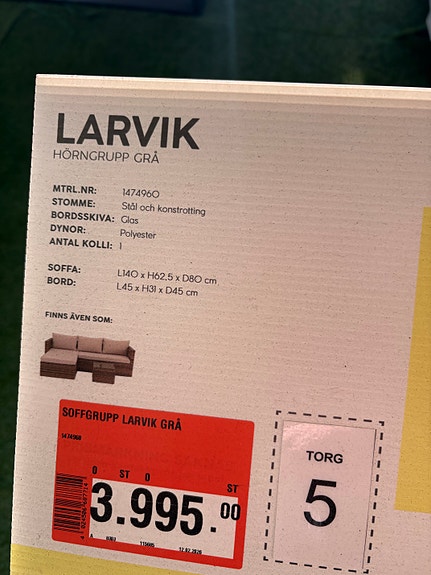 LARVIK
HÖRNGRUPP GRÅ
MTRL.NR: 1474960
STOMME: Stål och konstrotting
BORDSSKIVA: Glas
DYNOR: Polyester
ANTAL KOLLI: 1
SOFFA: L140 x H62,5 x D80 cm
BORD: L45 x H31 x D45 cm
FINNS ÄVEN SOM:
SOFFGRUPP LARVIK GRÅ
1474960
0 ST 0 ST
3.995.00
TORG
5